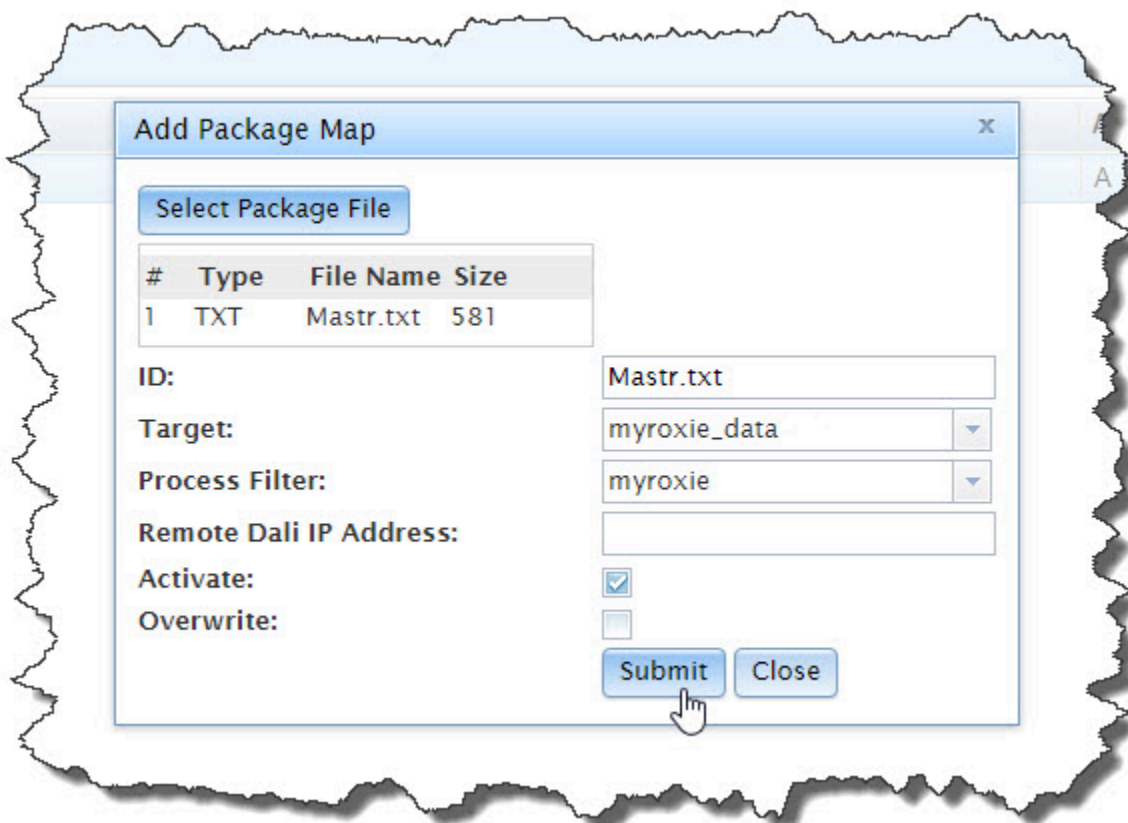 Add Package Map x
A
Select Package File
A
# Type File Name Size
1 TXT Mastr.txt 581
ID: Mastr.txt
Target: myroxie_data
Process Filter: myroxie
Remote Dali IP Address:
Activate:
Overwrite:
Submit Close